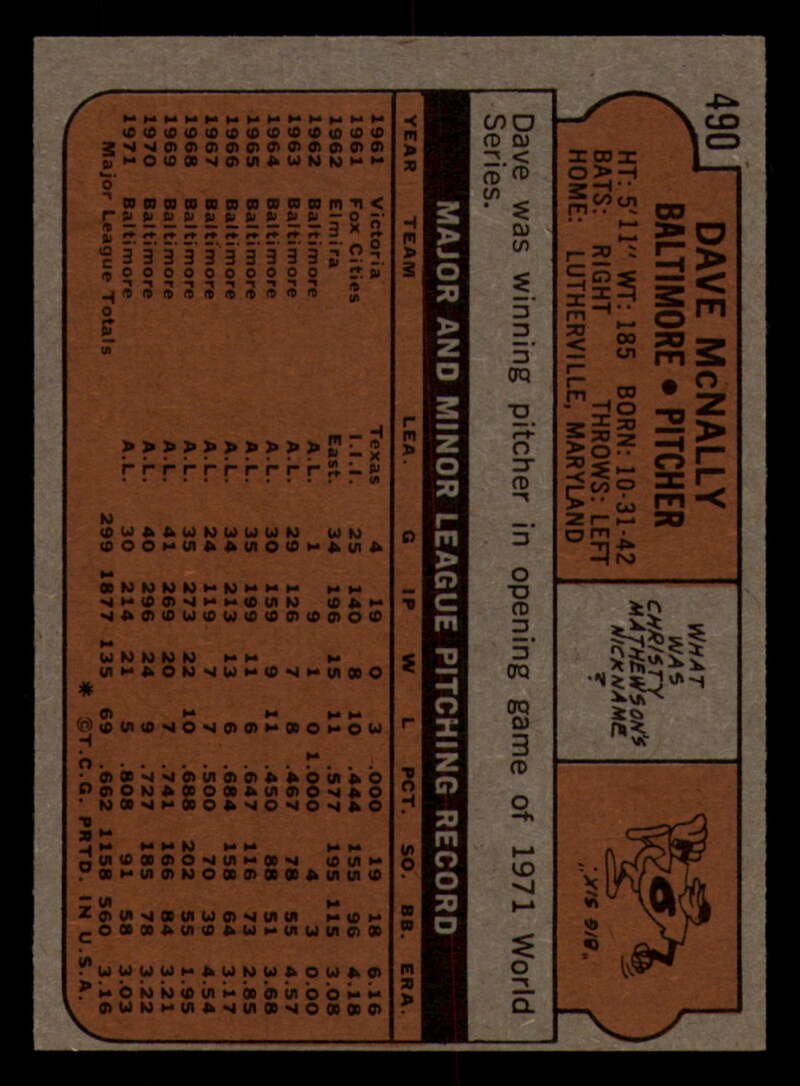 490
DAVE McNALLY
BALTIMORE • PITCHER
HT: 5'11" WT: 185 BORN: 10-31-42
BATS: RIGHT THROWS: LEFT
HOME: LUTHERVILLE, MARYLAND
WHAT
WAS
CHRISTY
MATHEWSON'S
NICKNAME
?
"BIG SIX."
6
Dave was winning pitcher in opening game of 1971 World
Series.
MAJOR AND MINOR LEAGUE PITCHING RECORD
YEAR TEAM LEA. G IP W L PCT. SO. BB. ERA.
1961 Victoria Texas 4 19 0 3 .000 19 18 6.16
1961 Fox Cities I.I.I. 25 140 8 10 .444 155 96 4.18
1962 Elmira East. 34 196 15 11 .577 195 115 3.08
1962 Baltimore A.L. 1 9 1 0 1.000 4 3 0.00
1963 Baltimore A.L. 29 126 7 8 .467 78 55 4.57
1964 Baltimore A.L. 30 159 9 11 .450 88 51 3.68
1965 Baltimore A.L. 35 199 11 6 .647 116 73 2.85
1966 Baltimore A.L. 34 213 13 6 .684 158 64 3.17
1967 Baltimore A.L. 24 119 7 7 .500 70 39 4.54
1968 Baltimore A.L. 35 273 22 10 .688 202 55 1.95
1969 Baltimore A.L. 41 269 20 7 .741 166 84 3.21
1970 Baltimore A.L. 40 296 24 9 .727 185 78 3.22
1971 Baltimore A.L. 30 214 21 5 .808 91 58 3.03
Major League Totals 299 1877 135 69 .662 1158 560 3.16
* ©T.C.G. PRTD. IN U.S.A.